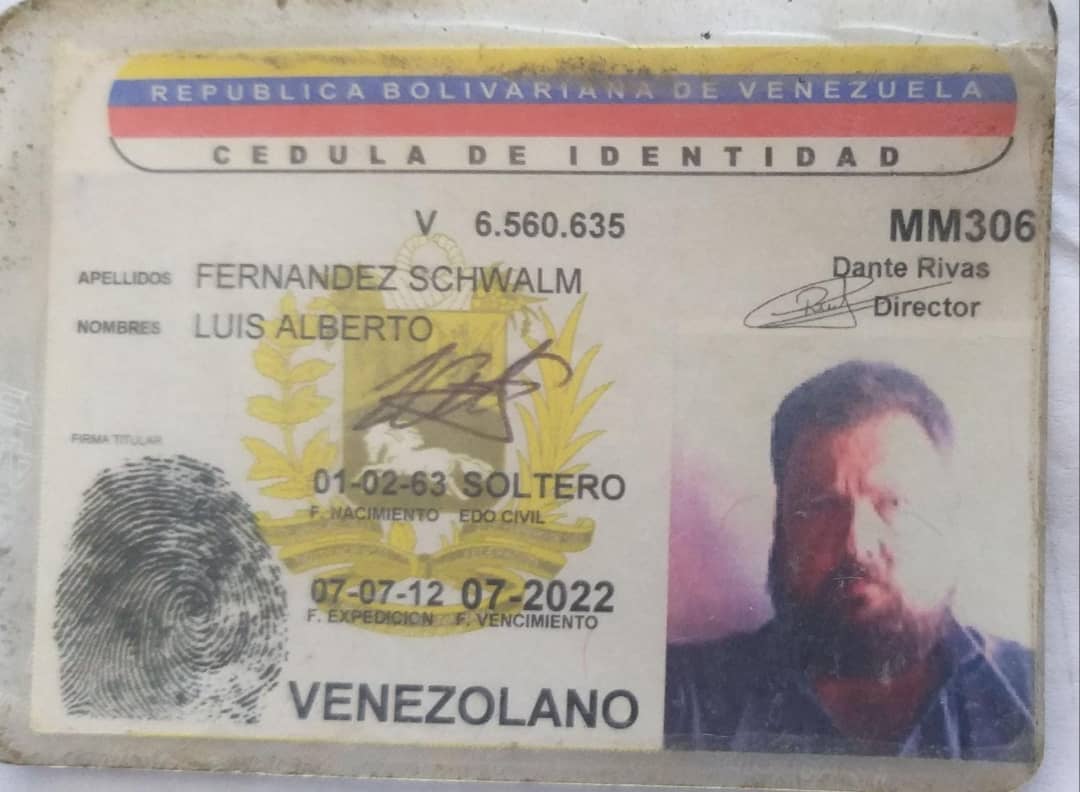 REPUBLICA BOLIVARIANA DE VENEZUELA
CEDULA DE IDENTIDAD
V 6.560.635 MM306
APELLIDOS FERNANDEZ SCHWALM
Dante Rivas
Director
NOMBRES LUIS ALBERTO
FIRMA TITULAR
01-02-63 SOLTERO
F. NACIMIENTO EDO CIVIL
07-07-12 07-2022
F. EXPEDICION F. VENCIMIENTO
VENEZOLANO